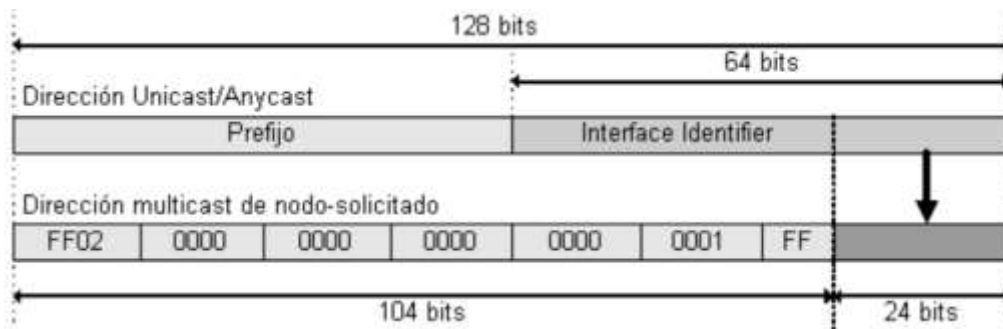 128 bits
64 bits
Dirección Unicast/Anycast
Prefijo Interface Identifier
Dirección multicast de nodo-solicitado
FF02 0000 0000 0000 0000 0001 FF
104 bits 24 bits